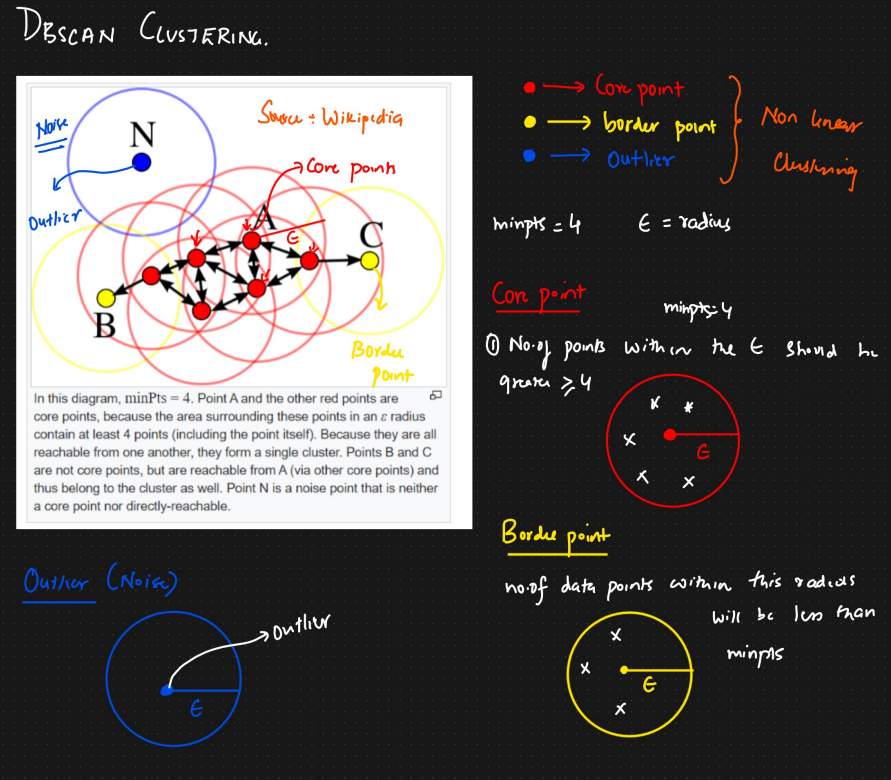 DBSCAN CLUSTERING.
Noise
N
Source : Wikipedia
Core points
Outlier
A
E
C
B
Border
point
In this diagram, minPts = 4. Point A and the other red points are
core points, because the area surrounding these points in an ε radius
contain at least 4 points (including the point itself). Because they are all
reachable from one another, they form a single cluster. Points B and C
are not core points, but are reachable from A (via other core points) and
thus belong to the cluster as well. Point N is a noise point that is neither
a core point nor directly-reachable.
Core point
border point
Outlier
Non linear
Clustering
minpts = 4 ϵ = radius
Core point
minpts=4
① No. of points within the ϵ should be
greater ≥ 4
ϵ
Border point
no. of data points within this radius
will be less than
minpts
ϵ
Outlier (Noise)
Outlier
ϵ